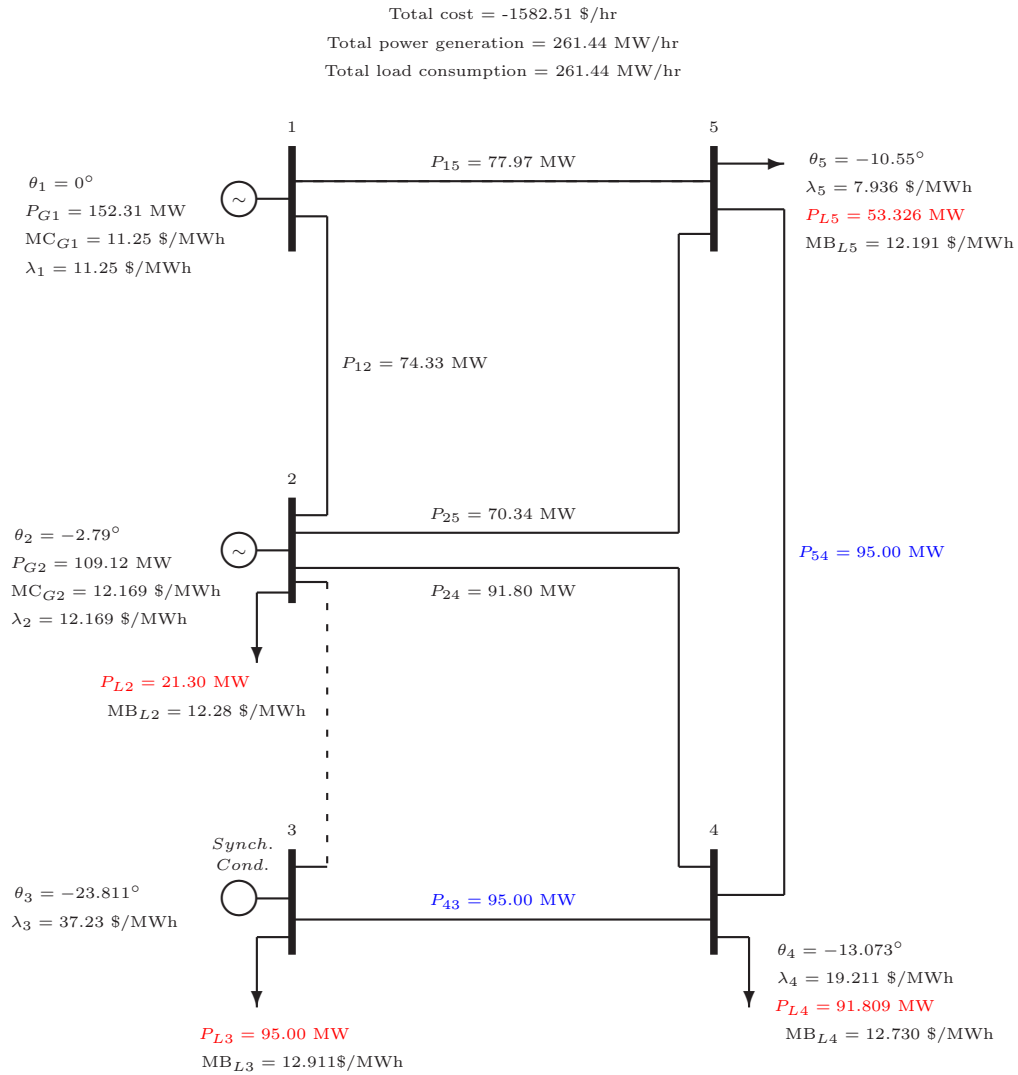 Total cost = -1582.51 $/hr
Total power generation = 261.44 MW/hr
Total load consumption = 261.44 MW/hr
1
5
P15 = 77.97 MW
θ1 = 0°
PG1 = 152.31 MW
MCG1 = 11.25 $/MWh
λ1 = 11.25 $/MWh
~
θ5 = −10.55°
λ5 = 7.936 $/MWh
PL5 = 53.326 MW
MBL5 = 12.191 $/MWh
P12 = 74.33 MW
2
θ2 = −2.79°
PG2 = 109.12 MW
MCG2 = 12.169 $/MWh
λ2 = 12.169 $/MWh
~
P25 = 70.34 MW
P54 = 95.00 MW
P24 = 91.80 MW
PL2 = 21.30 MW
MBL2 = 12.28 $/MWh
3
4
Synch.
Cond.
θ3 = −23.811°
λ3 = 37.23 $/MWh
P43 = 95.00 MW
θ4 = −13.073°
λ4 = 19.211 $/MWh
PL4 = 91.809 MW
MBL4 = 12.730 $/MWh
PL3 = 95.00 MW
MBL3 = 12.911$/MWh